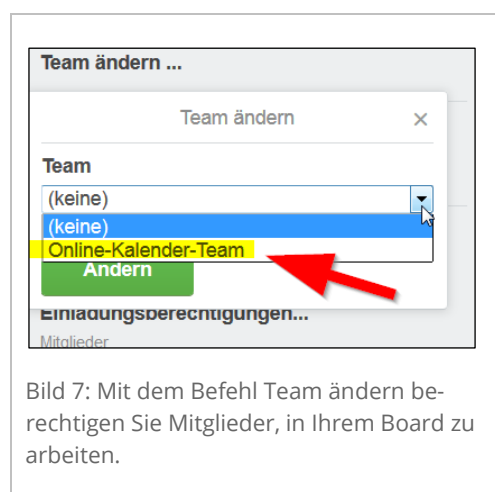 Team ändern ...
Team ändern ×
Team
(keine)
(keine)
Online-Kalender-Team
Ändern
Einladungsberechtigungen...
Mitglieder
Bild 7: Mit dem Befehl Team ändern be-
rechtigen Sie Mitglieder, in Ihrem Board zu
arbeiten.